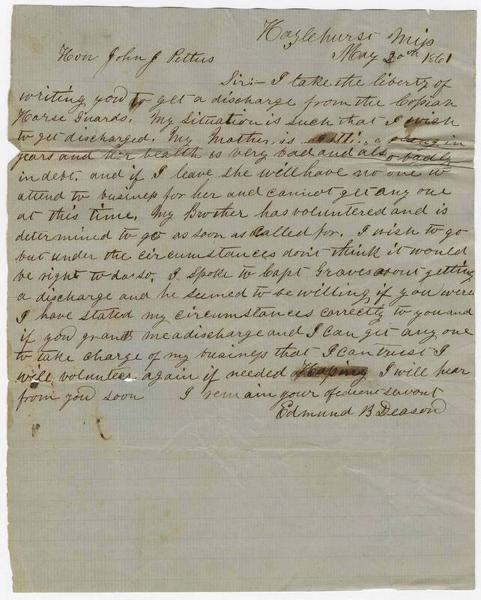 Hazlehurst Miss
May 20th 1861
Hon John J Pettus
Sir:- I take the liberty of
writing you to get a discharge from the Copiah
Horse Guards. My situation is such that I wish
to get discharged. My Mother is
years and her health is very bad and also badly
in debt. and if I leave she will have no one to
attend to business for her and cannot get any one
at this time. My Brother has voluntered and is
determined to go as soon as called for. I wish to go
but under the circumstances dont think it would
be right to do so. I spoke to Capt Graves about getting
a discharge and he seemed to be willing if you were
I have stated my circumstances correctly to you and
if you grant me a discharge and I can get any one
to take charge of my business that I can trust I
will volunteer again if needed Hoping I will hear
from you soon I remain your obedient servant
Edmund B Deason